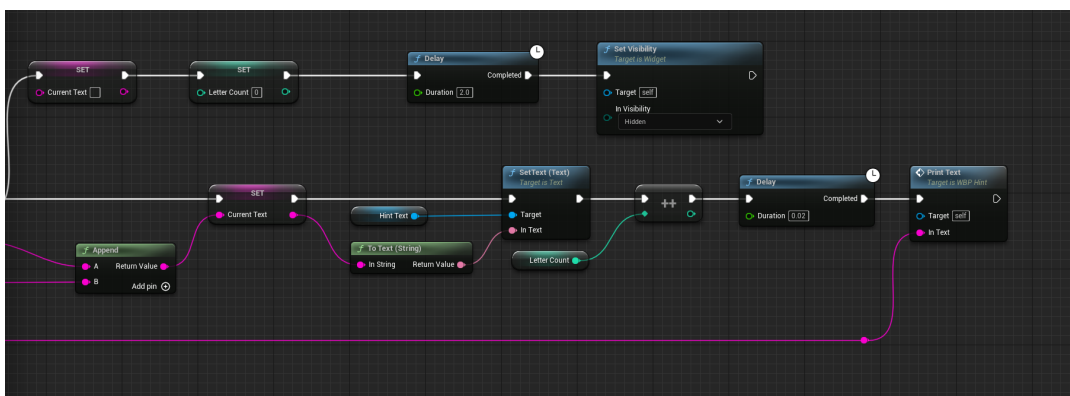 SET
Current Text
SET
Letter Count 0
f Delay
Completed
Duration 2.0
f Set Visibility
Target is Widget
Target self
In Visibility
Hidden
SET
Current Text
f Append
A Return Value
B
Add pin
Hint Text
f To Text (String)
In String Return Value
f SetText (Text)
Target is Text
Target
In Text
++
Letter Count
f Delay
Completed
Duration 0.02
Print Text
Target is WBP Hint
Target self
In Text